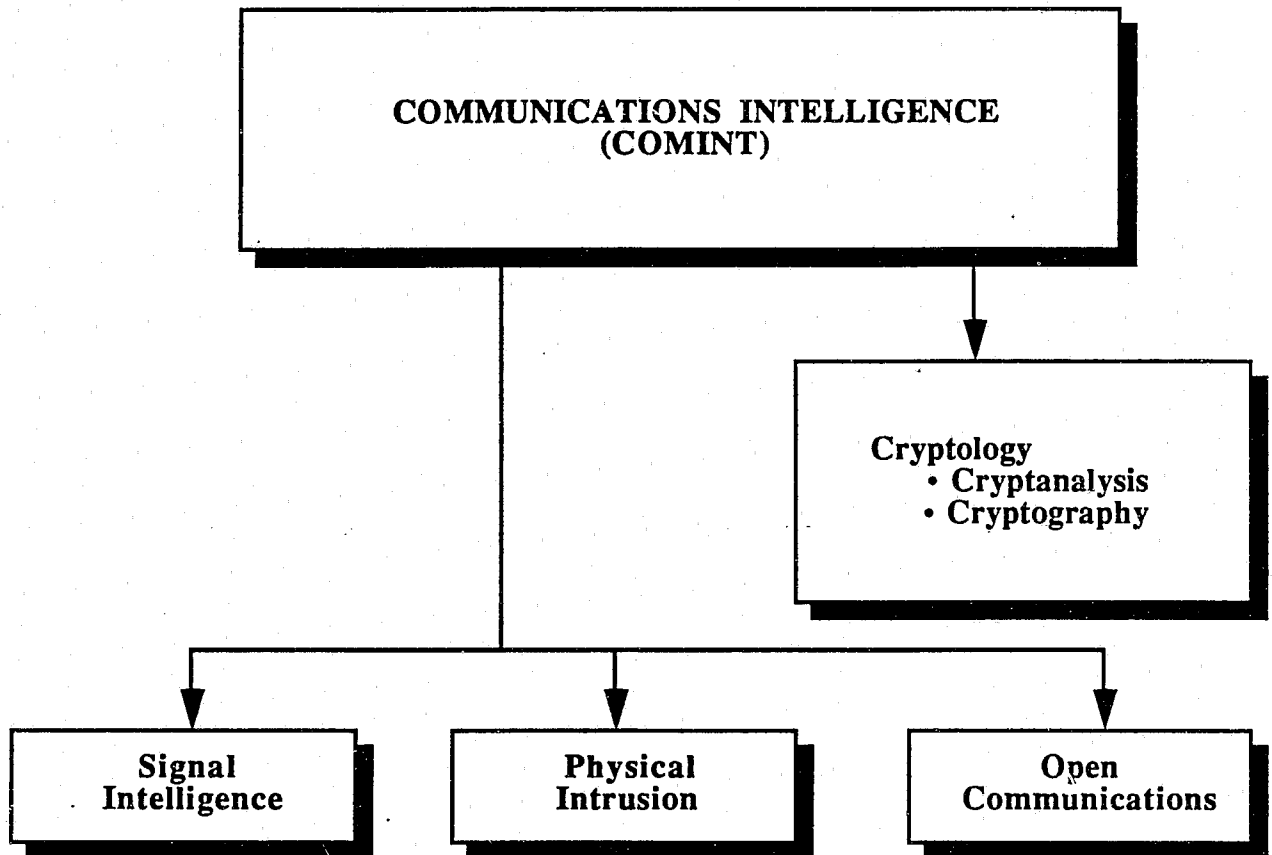 COMMUNICATIONS INTELLIGENCE
(COMINT)
Cryptology
• Cryptanalysis
• Cryptography
Signal
Intelligence
Physical
Intrusion
Open
Communications